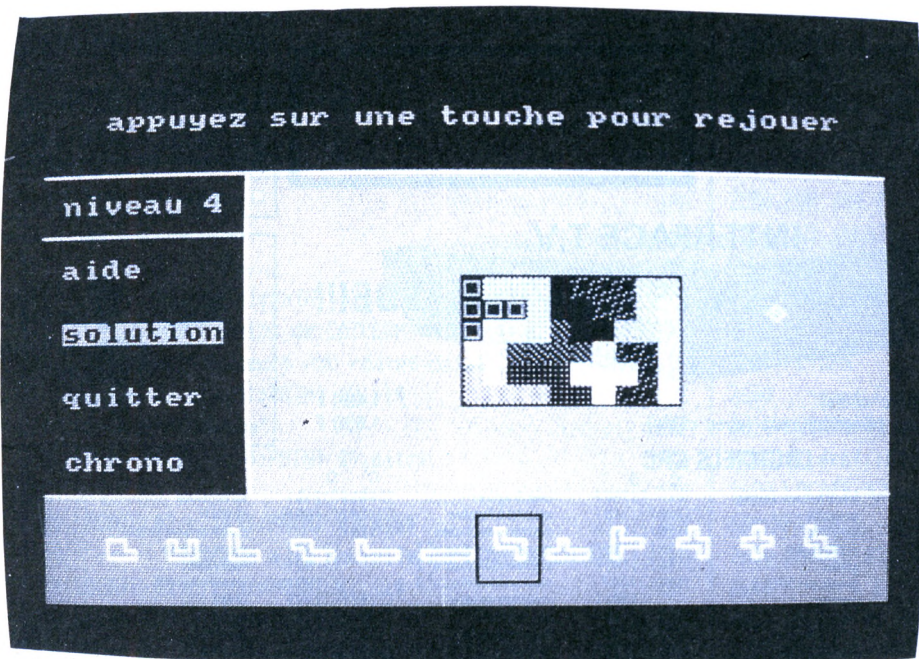 appuyez sur une touche pour rejouer
niveau 4
aide
solution
quitter
chrono